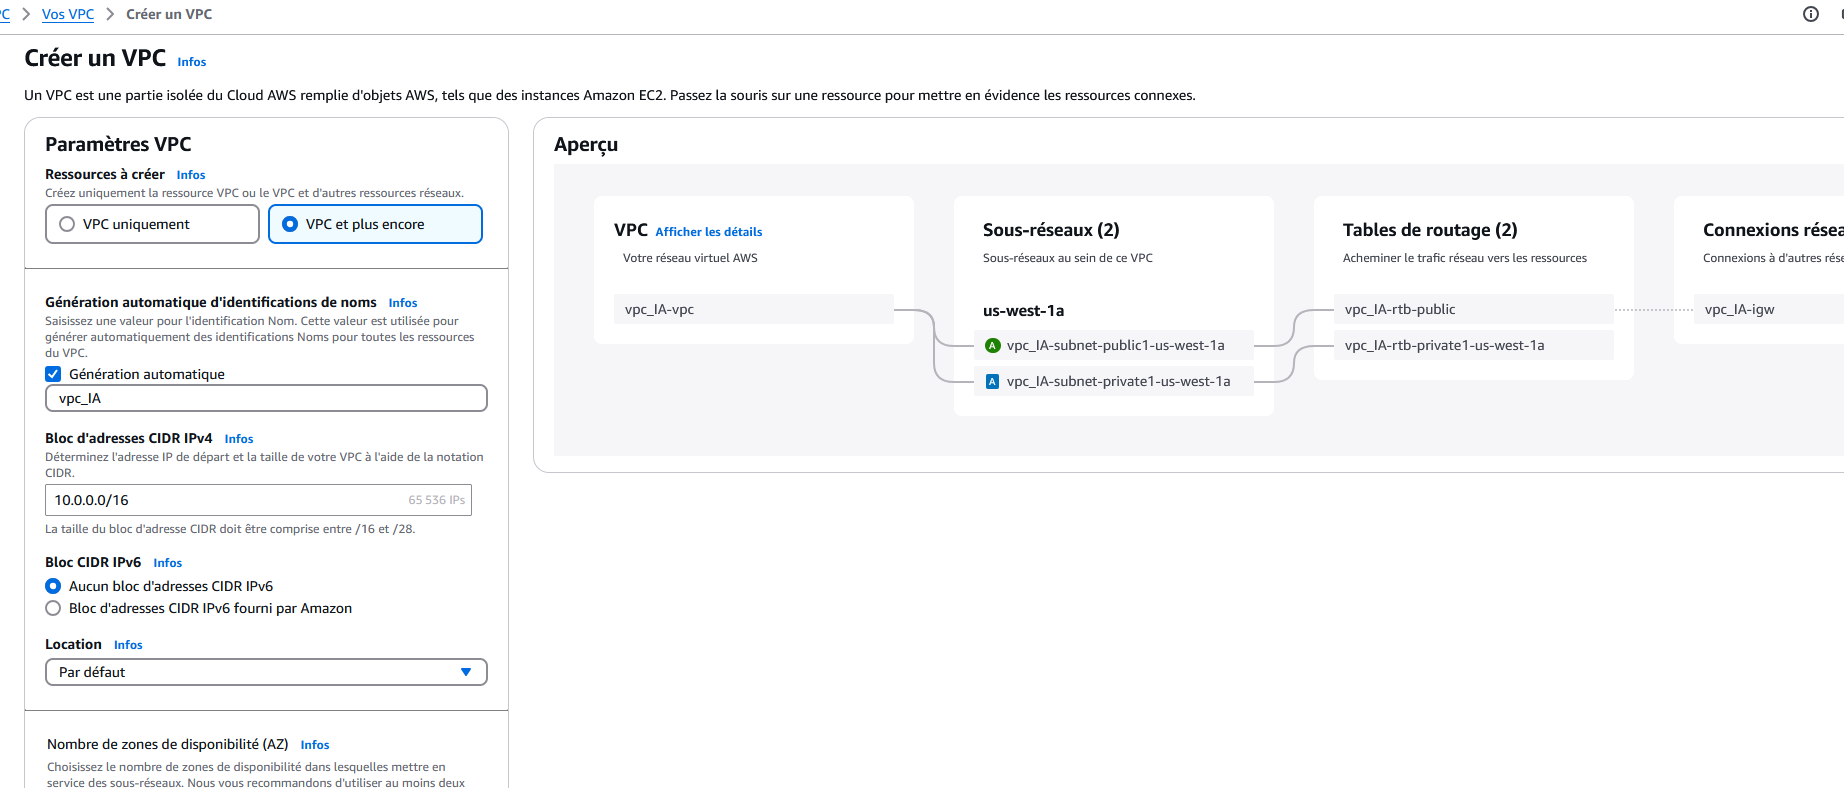 PC > Vos VPC > Créer un VPC
Créer un VPC Infos
Un VPC est une partie isolée du Cloud AWS remplie d'objets AWS, tels que des instances Amazon EC2. Passez la souris sur une ressource pour mettre en évidence les ressources connexes.
Paramètres VPC
Ressources à créer Infos
Créez uniquement la ressource VPC ou le VPC et d'autres ressources réseaux.
VPC uniquement
VPC et plus encore
Génération automatique d'identifications de noms Infos
Saisissez une valeur pour l'identification Nom. Cette valeur est utilisée pour
générer automatiquement des identifications Noms pour toutes les ressources
du VPC.
Génération automatique
vpc_IA
Bloc d'adresses CIDR IPv4 Infos
Déterminez l'adresse IP de départ et la taille de votre VPC à l'aide de la notation
CIDR.
10.0.0.0/16 65 536 IPs
La taille du bloc d'adresse CIDR doit être comprise entre /16 et /28.
Bloc CIDR IPv6 Infos
Aucun bloc d'adresses CIDR IPv6
Bloc d'adresses CIDR IPv6 fourni par Amazon
Location Infos
Par défaut
Nombre de zones de disponibilité (AZ) Infos
Choisissez le nombre de zones de disponibilité dans lesquelles mettre en
service des sous-réseaux. Nous vous recommandons d'utiliser au moins deux
Aperçu
VPC Afficher les détails
Votre réseau virtuel AWS
vpc_IA-vpc
Sous-réseaux (2)
Sous-réseaux au sein de ce VPC
us-west-1a
A vpc_IA-subnet-public1-us-west-1a
A vpc_IA-subnet-private1-us-west-1a
Tables de routage (2)
Acheminer le trafic réseau vers les ressources
vpc_IA-rtb-public
vpc_IA-rtb-private1-us-west-1a
Connexions résea
Connexions à d'autres rése
vpc_IA-igw